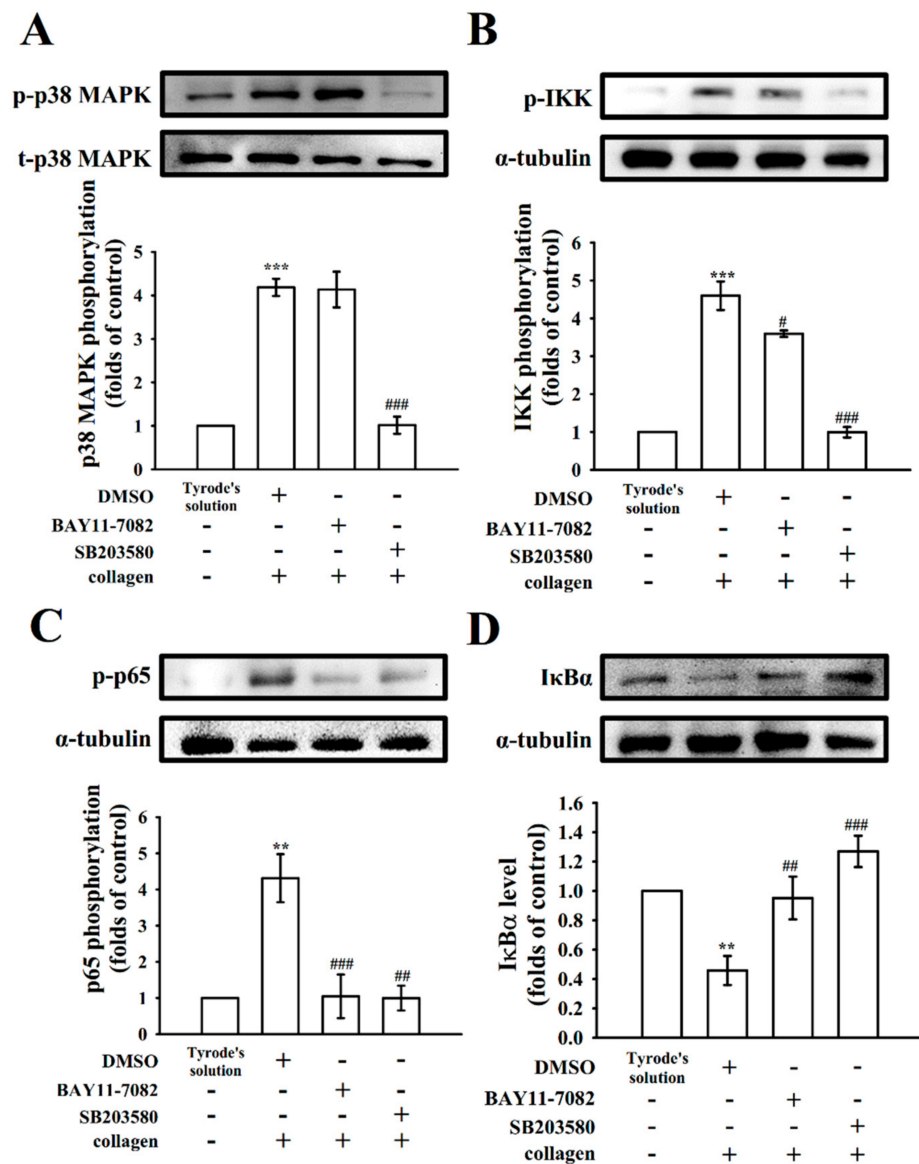 A
p-p38 MAPK
t-p38 MAPK
p38 MAPK phosphorylation
(folds of control)
5
4
3
2
1
0
***
###
DMSO Tyrode's solution + - -
BAY11-7082 - - + -
SB203580 - - - +
collagen - + + +
B
p-IKK
α-tubulin
IKK phosphorylation
(folds of control)
6
5
4
3
2
1
0
***
#
###
DMSO Tyrode's solution + - -
BAY11-7082 - - + -
SB203580 - - - +
collagen - + + +
C
p-p65
α-tubulin
p65 phosphorylation
(folds of control)
6
5
4
3
2
1
0
**
###
##
DMSO Tyrode's solution + - -
BAY11-7082 - - + -
SB203580 - - - +
collagen - + + +
D
IκBα
α-tubulin
IκBα level
(folds of control)
1.6
1.4
1.2
1.0
0.8
0.6
0.4
0.2
0.0
**
##
###
DMSO Tyrode's solution + - -
BAY11-7082 - - + -
SB203580 - - - +
collagen - + + +